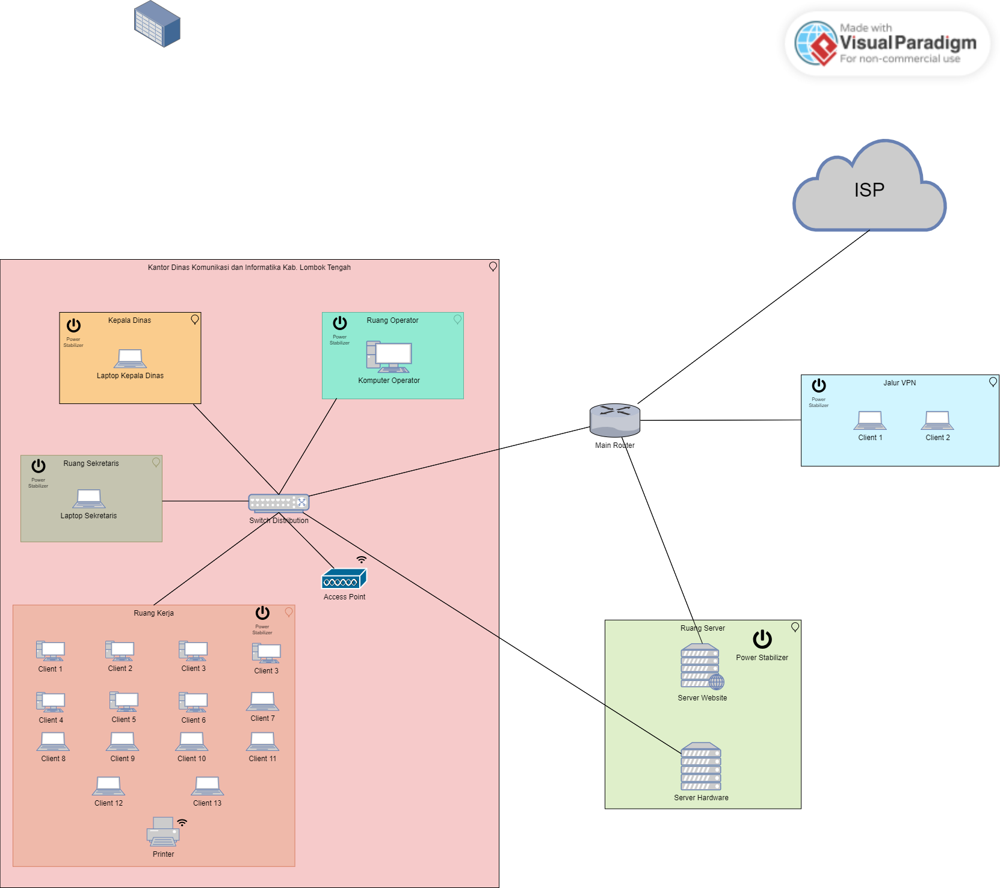 Made with
Visual Paradigm
For non-commercial use
ISP
Kantor Dinas Komunikasi dan Informatika Kab. Lombok Tengah
Kepala Dinas
Power
Stabilizer
Laptop Kepala Dinas
Ruang Operator
Power
Stabilizer
Komputer Operator
Jalur VPN
Power
Stabilizer
Client 1
Client 2
Main Router
Ruang Sekretaris
Power
Stabilizer
Laptop Sekretaris
Switch Distribution
Access Point
Ruang Kerja
Power
Stabilizer
Client 1
Client 2
Client 3
Client 3
Client 4
Client 5
Client 6
Client 7
Client 8
Client 9
Client 10
Client 11
Client 12
Client 13
Printer
Ruang Server
Power Stabilizer
Server Website
Server Hardware